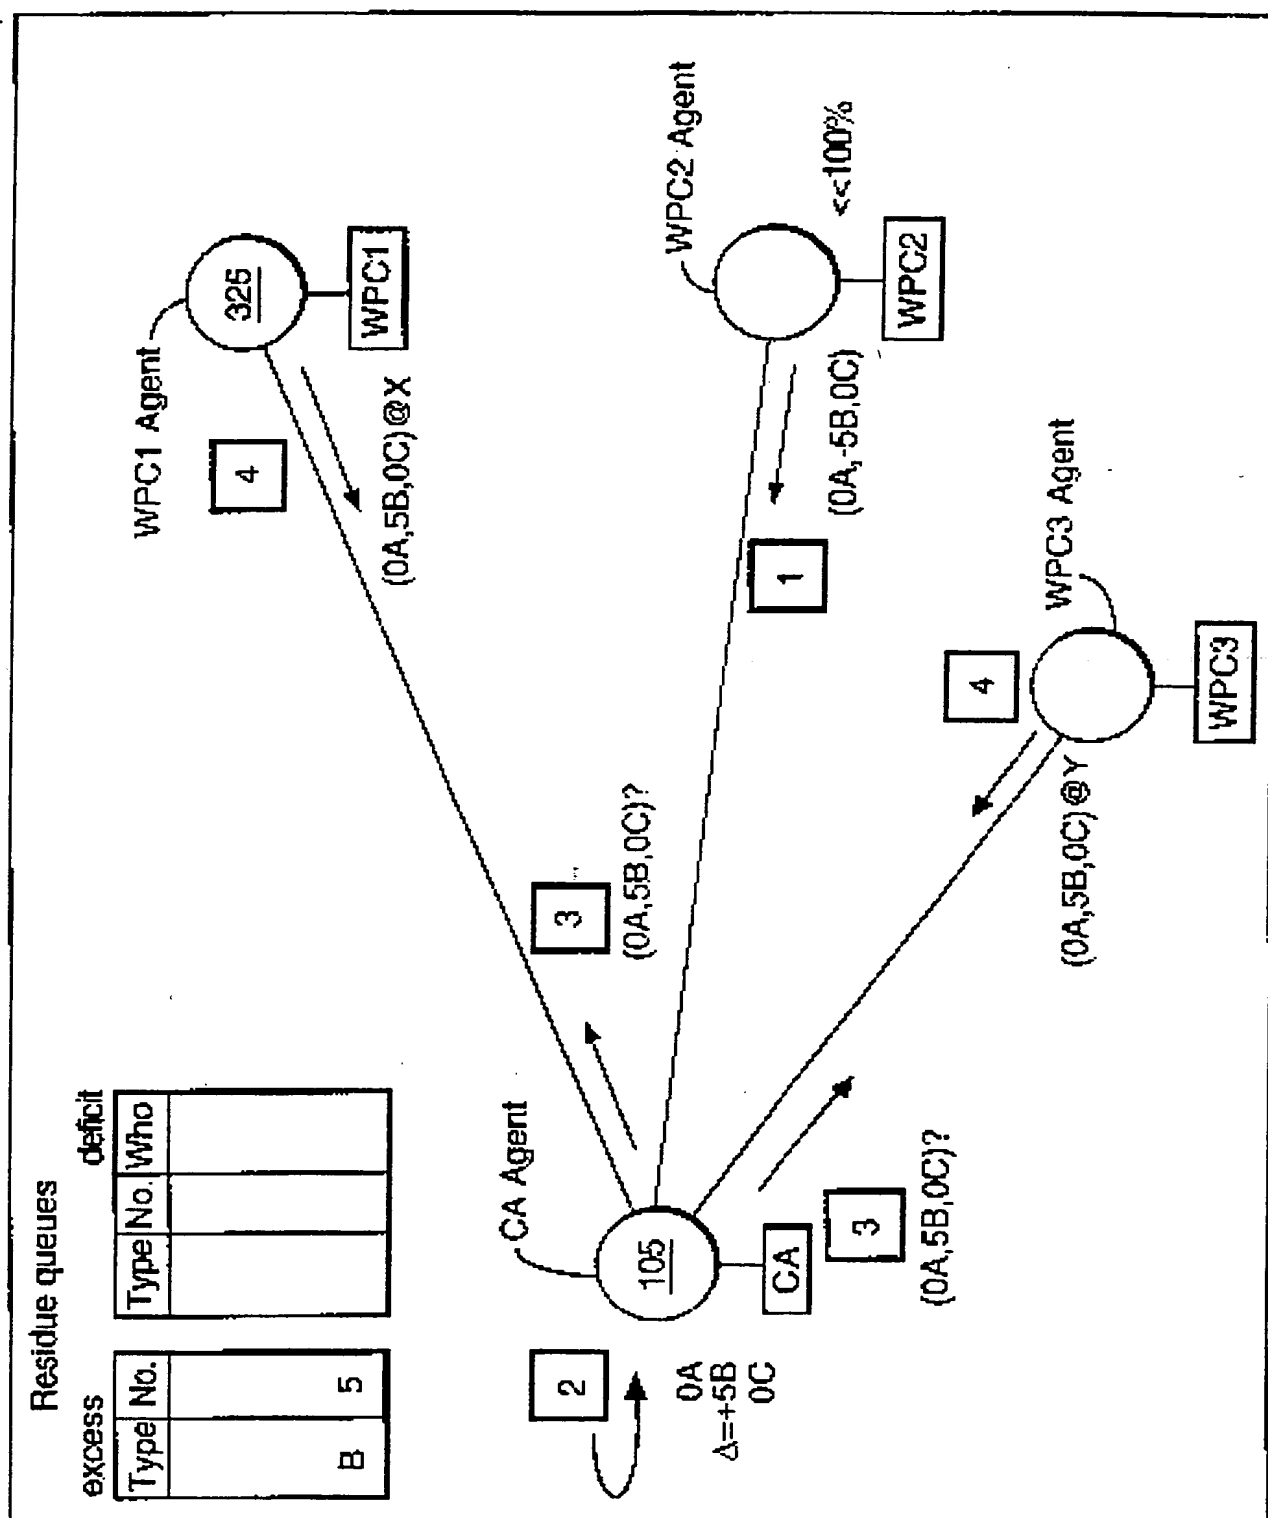 Residue queues
excess
Type No.
B 5
deficit
Type No. Who
CA Agent
105
CA
2
0A
Δ=+5B
0C
3
(0A,5B,0C)?
3
(0A,5B,0C)?
WPC1 Agent
325
WPC1
4
(0A,5B,0C)@X
WPC2 Agent
<<100%
WPC2
(0A,-5B,0C)
1
WPC3 Agent
4
WPC3
(0A,5B,0C)@Y